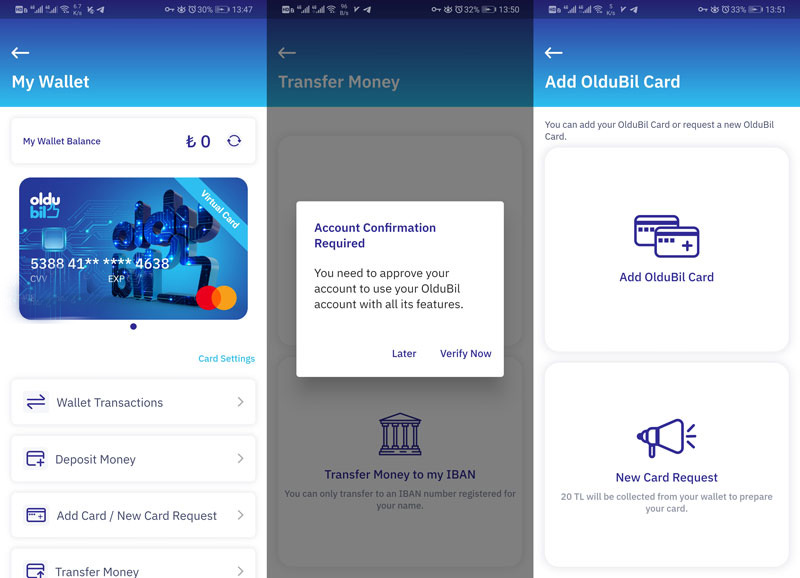 6.7
K/s
30%
13:47
My Wallet
My Wallet Balance
₺ 0
oldu
bil
Virtual Card
5388 41** **** 4638
CVV
EXP
Card Settings
Wallet Transactions
Deposit Money
Add Card / New Card Request
Transfer Money
96
B/s
32%
13:50
Transfer Money
Account Confirmation
Required
You need to approve your
account to use your OlduBil
account with all its features.
Later
Verify Now
Transfer Money to my IBAN
You can only transfer to an IBAN number registered for
your name.
5
K/s
33%
13:51
Add OlduBil Card
You can add your OlduBil Card or request a new OlduBil
Card.
Add OlduBil Card
New Card Request
20 TL will be collected from your wallet to prepare
your card.